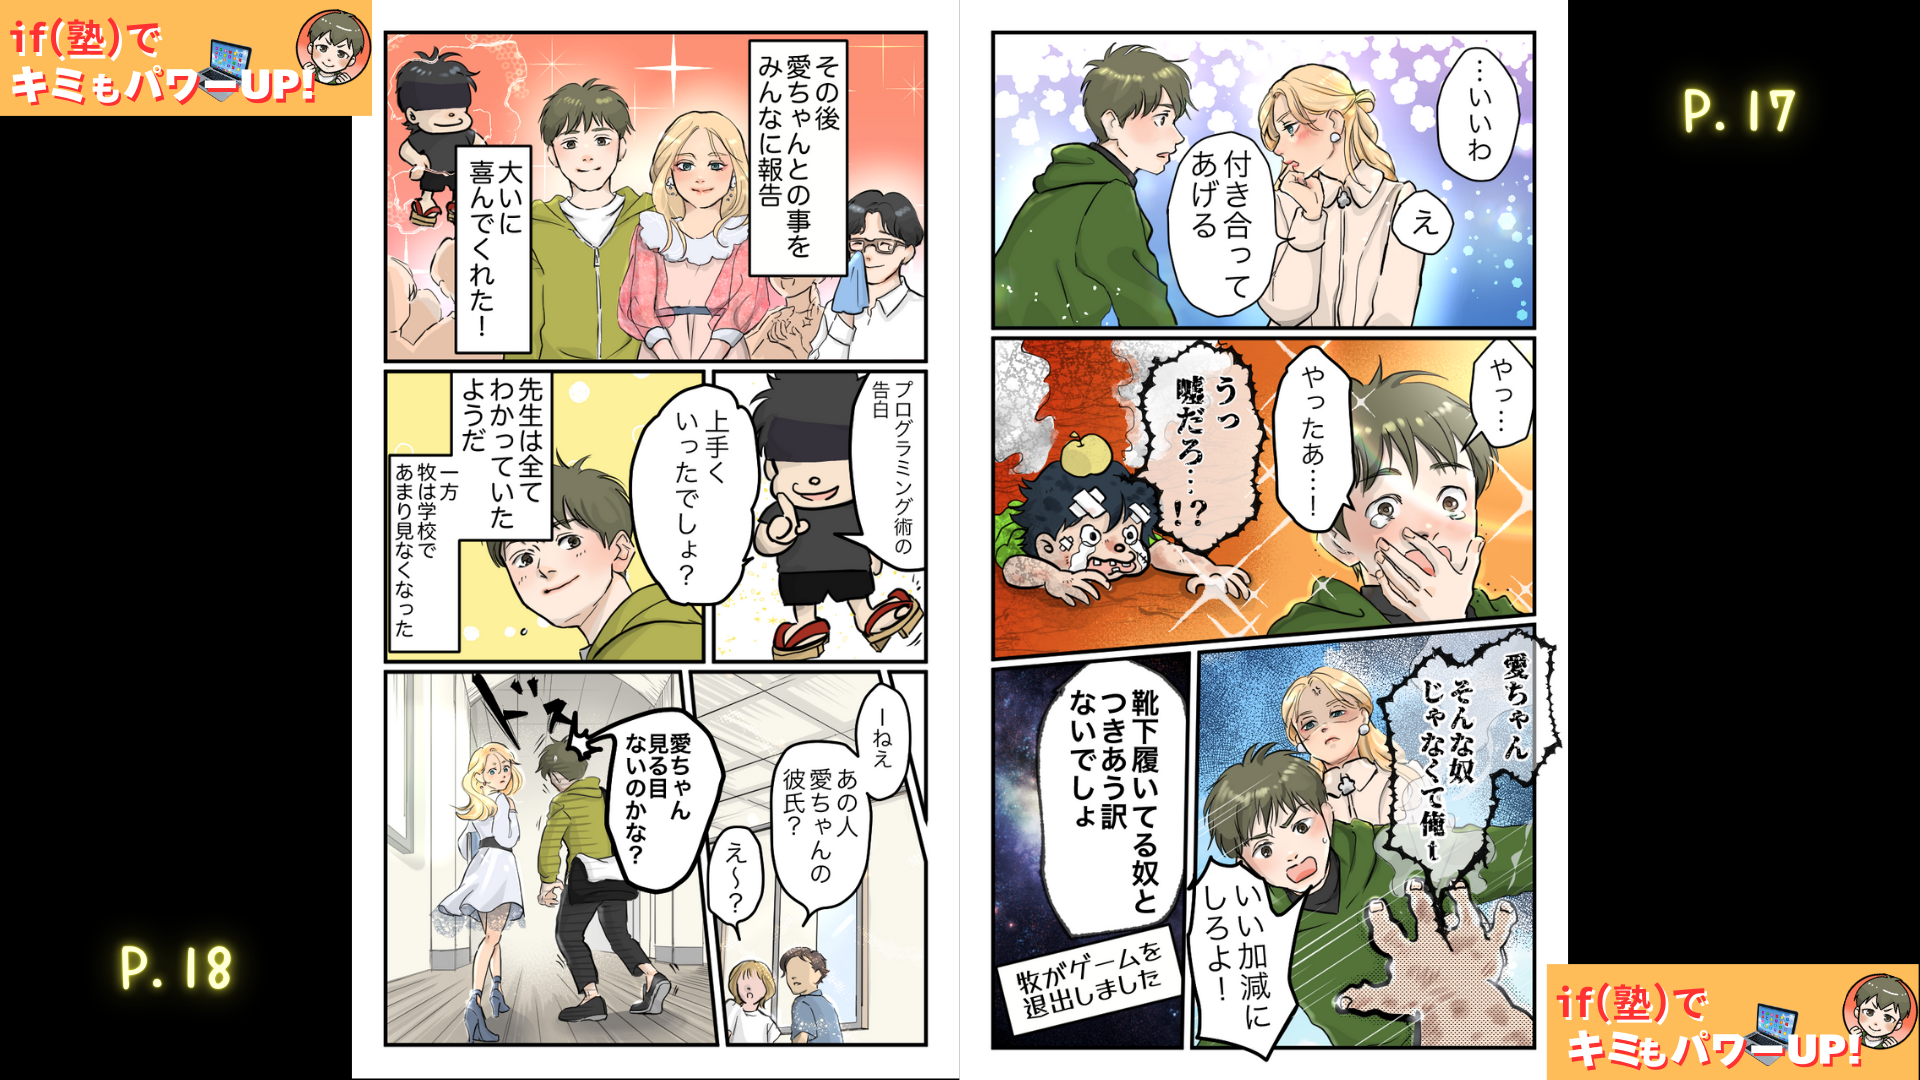 if(塾)で
キミもパワーUP!
P. 17
…いいわ
え
付き合って
あげる
やっ…
やったあ…!
うっ
嘘だろ…
!?
愛ちゃん
そんな奴
じゃなくて俺t
いい加減に
しろよ!
靴下履いてる奴と
つきあう訳
ないでしょ
牧がゲームを
退出しました
その後
愛ちゃんとの事を
みんなに報告
大いに
喜んでくれた!
プログラミング術の
告白
上手く
いったでしょ?
先生は全て
わかっていた
ようだ
一方
牧は学校で
あまり見なくなった
ーねえ
あの人
愛ちゃんの
彼氏?
え〜?
愛ちゃん
見る目
ないのかな?
ドンッ
P. 18
if(塾)で
キミもパワーUP!